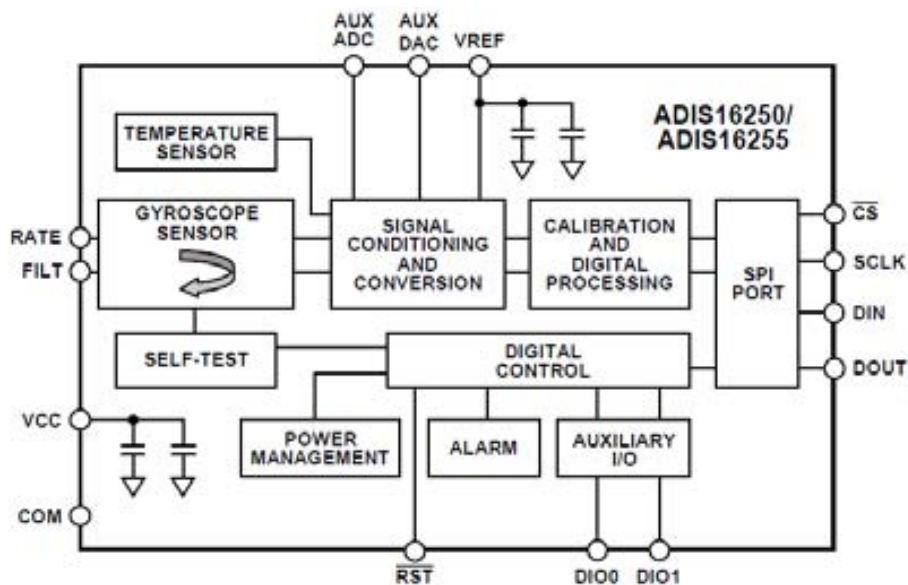 AUX
ADC
AUX
DAC
VREF
ADIS16250/
ADIS16255
TEMPERATURE
SENSOR
GYROSCOPE
SENSOR
SIGNAL
CONDITIONING
AND
CONVERSION
CALIBRATION
AND
DIGITAL
PROCESSING
SPI
PORT
RATE
FILT
CS
SCLK
DIN
DOUT
SELF-TEST
DIGITAL
CONTROL
VCC
POWER
MANAGEMENT
ALARM
AUXILIARY
I/O
COM
RST
DIO0
DIO1